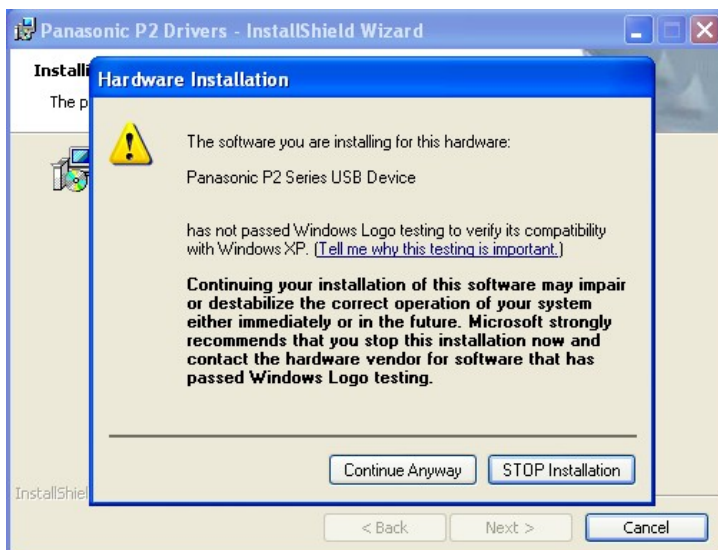 Panasonic P2 Drivers - InstallShield Wizard
Installi
The p
Hardware Installation
The software you are installing for this hardware:
Panasonic P2 Series USB Device
has not passed Windows Logo testing to verify its compatibility
with Windows XP. (Tell me why this testing is important.)
Continuing your installation of this software may impair
or destabilize the correct operation of your system
either immediately or in the future. Microsoft strongly
recommends that you stop this installation now and
contact the hardware vendor for software that has
passed Windows Logo testing.
Continue Anyway STOP Installation
InstallShiel
< Back Next > Cancel